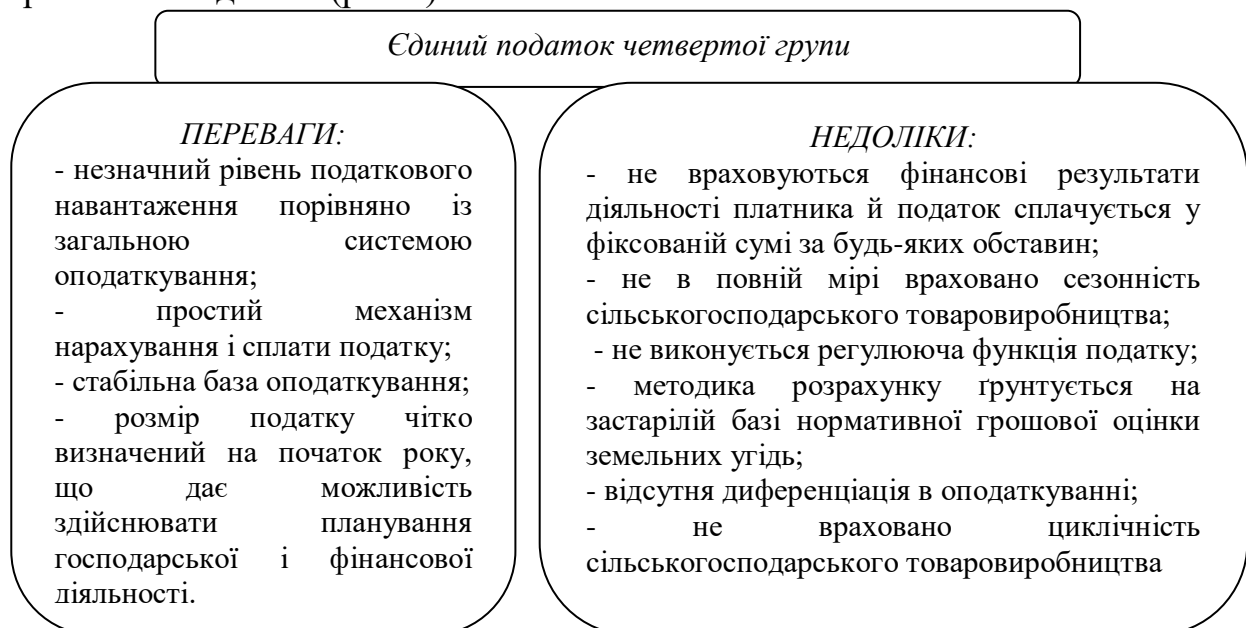 Єдиний податок четвертої групи
ПЕРЕВАГИ:
- незначний рівень податкового
навантаження порівняно із
загальною системою
оподаткування;
- простий механізм
нарахування і сплати податку;
- стабільна база оподаткування;
- розмір податку чітко
визначений на початок року,
що дає можливість
здійснювати планування
господарської і фінансової
діяльності.
НЕДОЛІКИ:
- не враховуються фінансові результати
діяльності платника й податок сплачується у
фіксованій сумі за будь-яких обставин;
- не в повній мірі враховано сезонність
сільськогосподарського товаровиробництва;
- не виконується регулююча функція податку;
- методика розрахунку ґрунтується на
застарілій базі нормативної грошової оцінки
земельних угідь;
- відсутня диференціація в оподаткуванні;
- не враховано циклічність
сільськогосподарського товаровиробництва